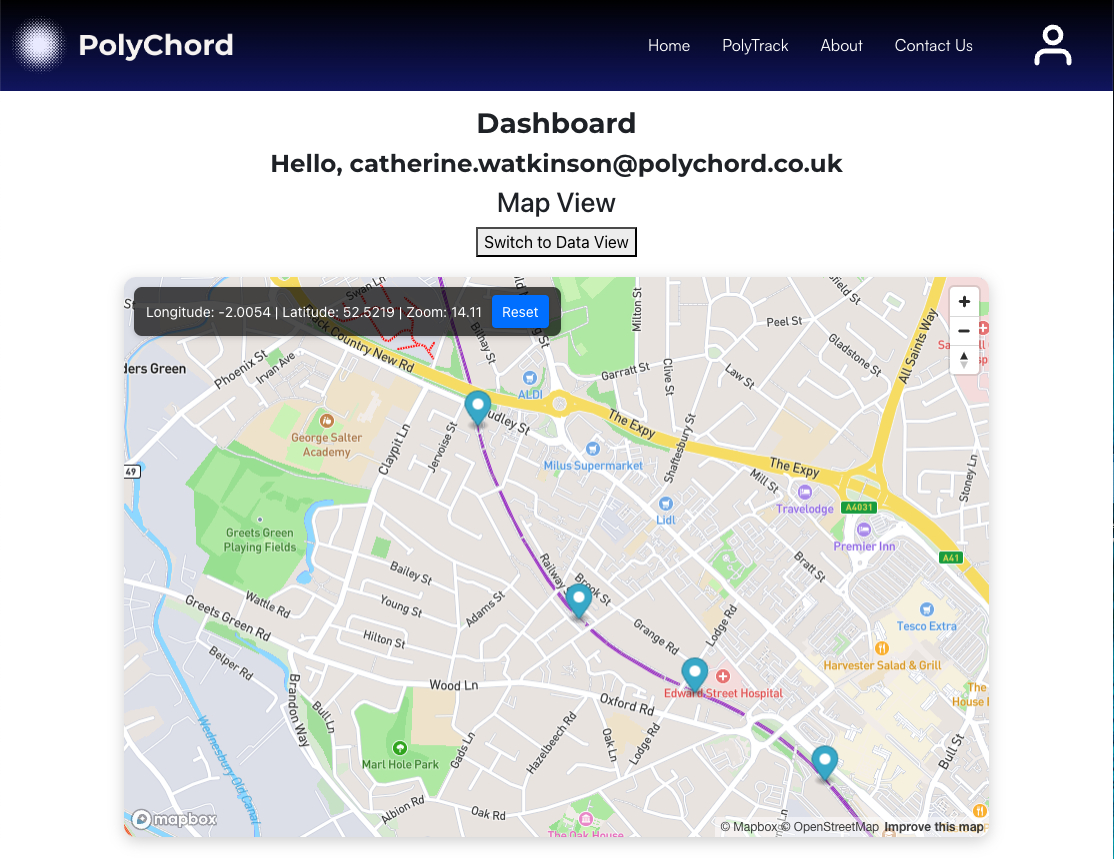 PolyChord
Home
PolyTrack
About
Contact Us
Dashboard
Hello, catherine.watkinson@polychord.co.uk
Map View
Switch to Data View
Longitude: -2.0054 | Latitude: 52.5219 | Zoom: 14.11
Reset
Swan Ln
Milton St
Peel St
All Saints Way
Gladstone St
Country New Rd
Bilhay St
ders Green
Phoenix St
Irvan Ave
Garratt St
Clive St
Law St
ALDI
The Expy
udley St
George Salter
Academy
Claypit Ln
Jervoise St
Shaftesbury St
Milus Supermarket
The Expy
Mill St
Stoney Ln
49
Travelodge
A4031
Lidl
Premier Inn
A41
Greets Green
Playing Fields
Bratt St
Bailey St
Railway
Brook St
Wattle Rd
Young St
Adams St
Greets Green Rd
Hilton St
Grange Rd
Lodge Rd
Tesco Extra
Belper Rd
Harvester Salad & Grill
Brandon Way
Wood Ln
Edward Street Hospital
The
House
Oxford Rd
Bull Ln
Wednesbury Old Canal
Gads Ln
Hazelbeech Rd
Oak Ln
Lodge Rd
Bull St
Marl Hole Park
Albion Rd
Oak Rd
The Oak House
mapbox
© Mapbox © OpenStreetMap Improve this map